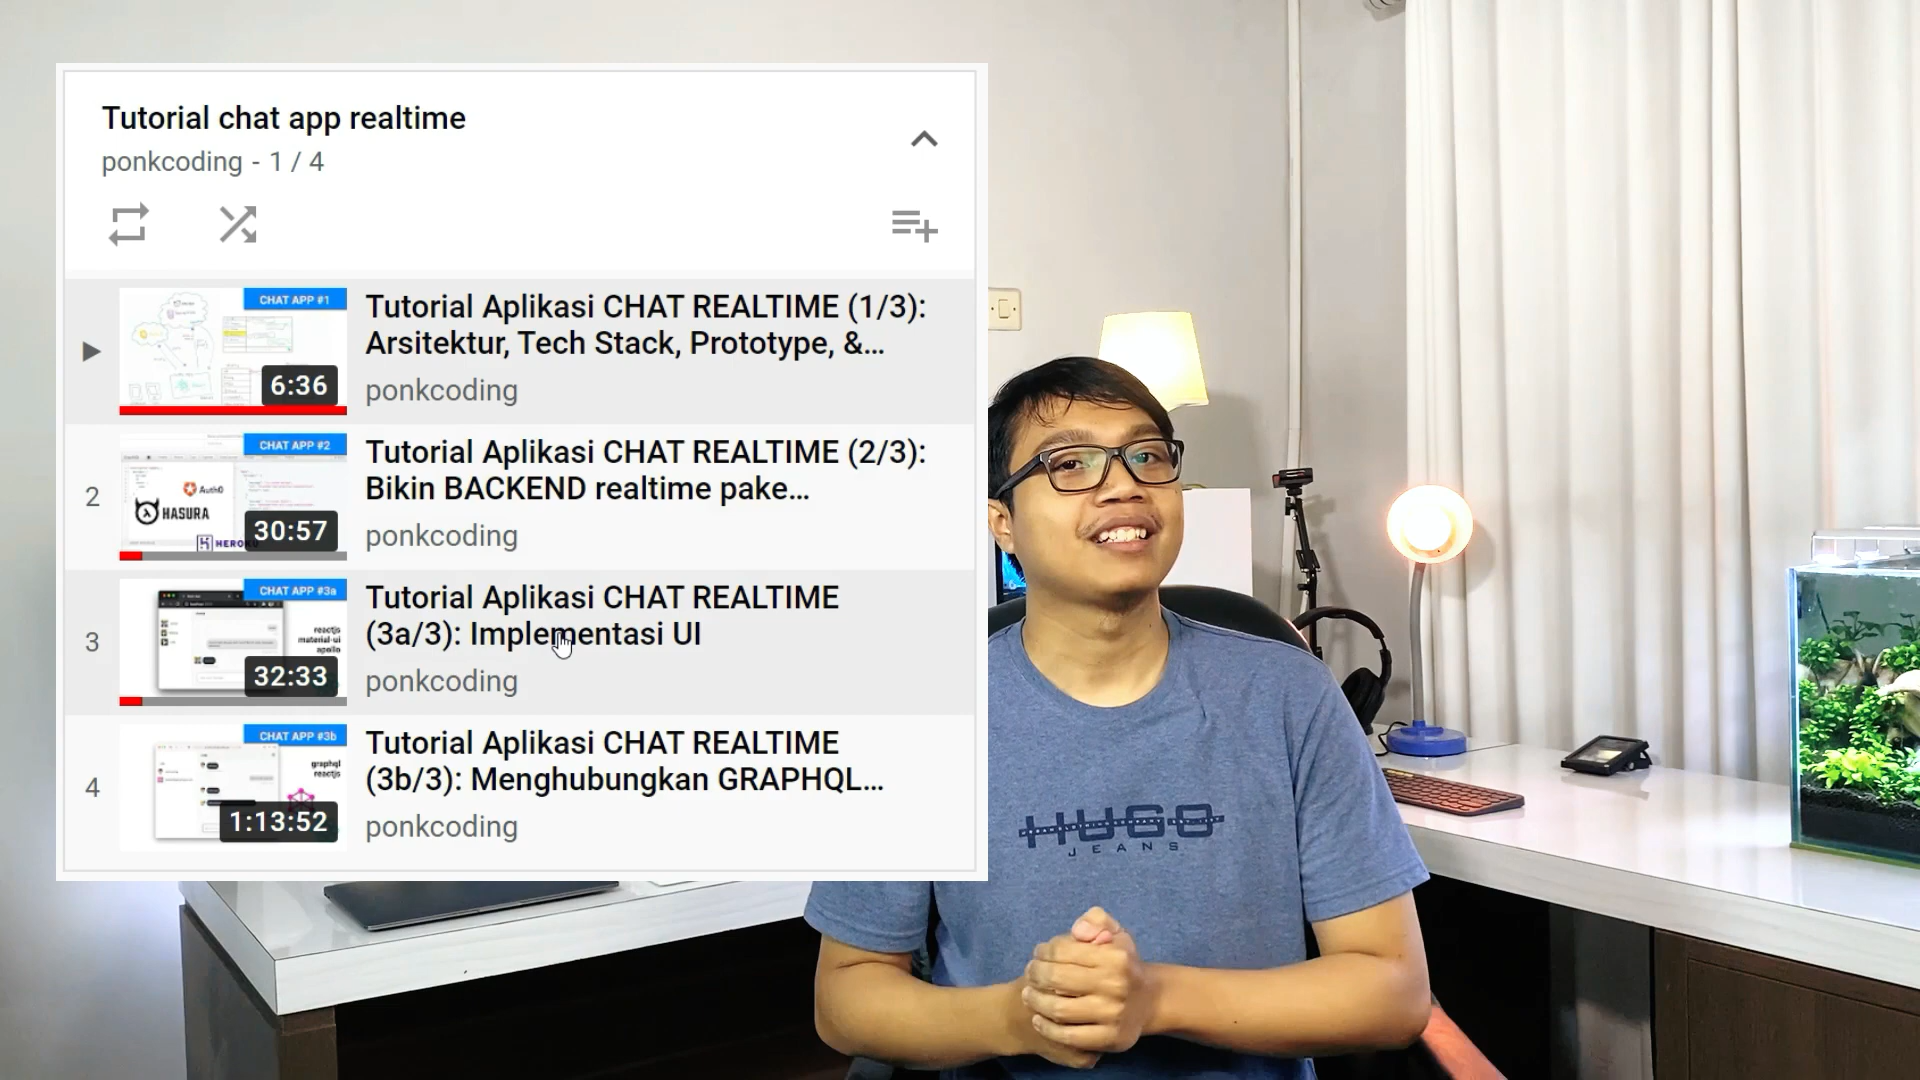 Tutorial chat app realtime
ponkcoding - 1 / 4
CHAT APP #1
6:36
Tutorial Aplikasi CHAT REALTIME (1/3):
Arsitektur, Tech Stack, Prototype, &...
ponkcoding
2
CHAT APP #2
Auth0
HASURA
HEROKU
30:57
Tutorial Aplikasi CHAT REALTIME (2/3):
Bikin BACKEND realtime pake...
ponkcoding
3
CHAT APP #3a
reactjs
material-ui
apollo
32:33
Tutorial Aplikasi CHAT REALTIME
(3a/3): Implementasi UI
ponkcoding
4
CHAT APP #3b
graphql
reactjs
1:13:52
Tutorial Aplikasi CHAT REALTIME
(3b/3): Menghubungkan GRAPHQL...
ponkcoding
HUGO
JEANS